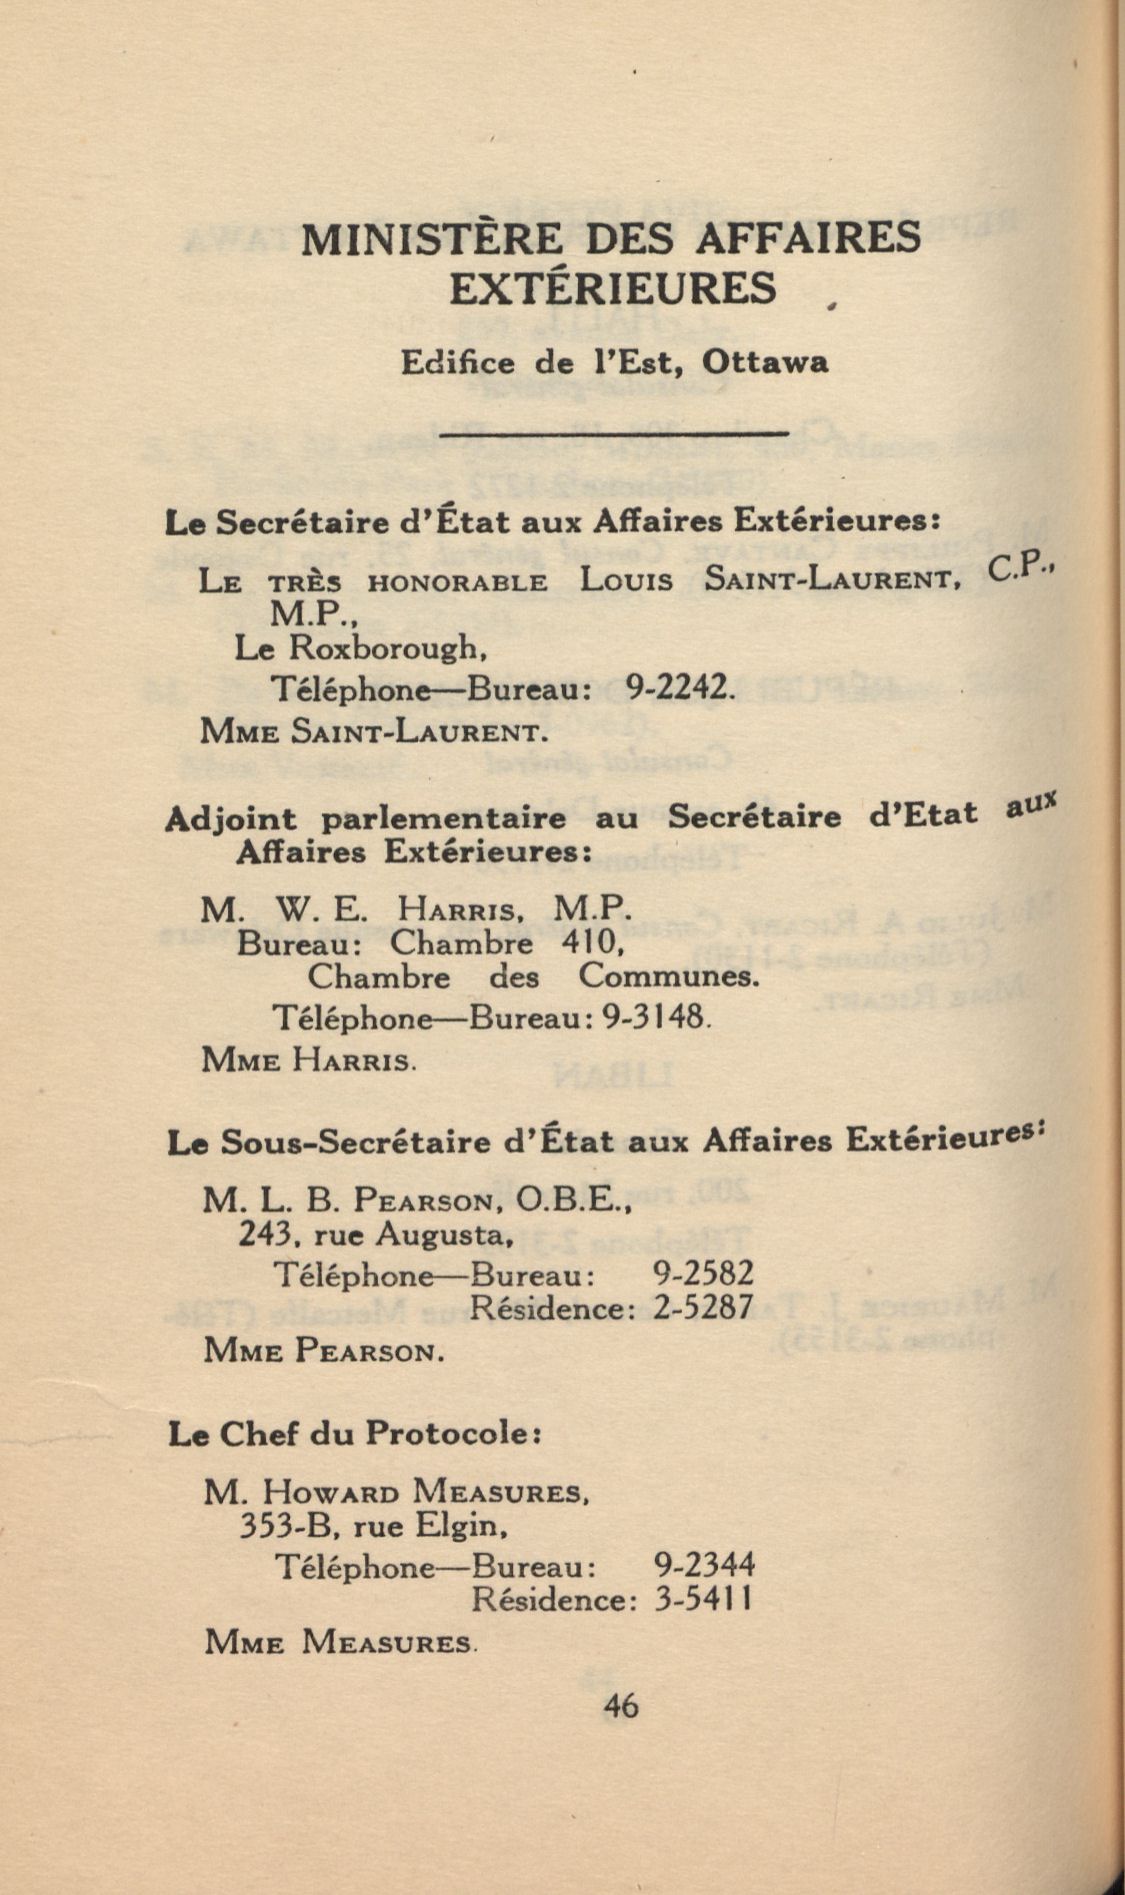 MINISTÈRE DES AFFAIRES
EXTÉRIEURES
Edifice de l'Est, Ottawa
Le Secrétaire d'État aux Affaires Extérieures:
LE TRÈS HONORABLE LOUIS SAINT-LAURENT, C.P.,
M.P.,
Le Roxborough,
Téléphone—Bureau: 9-2242.
MME SAINT-LAURENT.
Adjoint parlementaire au Secrétaire d'Etat aux
Affaires Extérieures:
M. W. E. HARRIS, M.P.
Bureau: Chambre 410,
Chambre des Communes.
Téléphone—Bureau: 9-3148.
MME HARRIS.
Le Sous-Secrétaire d'État aux Affaires Extérieures:
M. L. B. PEARSON, O.B.E.,
243, rue Augusta,
Téléphone—Bureau: 9-2582
Résidence: 2-5287
MME PEARSON.
Le Chef du Protocole:
M. HOWARD MEASURES,
353-B, rue Elgin,
Téléphone—Bureau: 9-2344
Résidence: 3-5411
MME MEASURES.
46